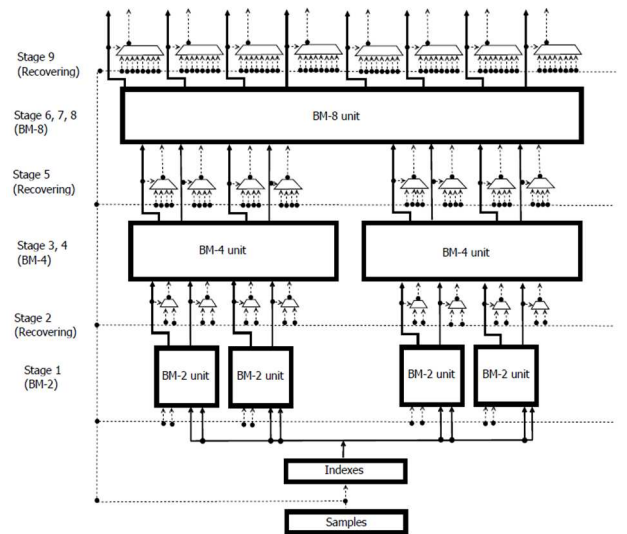 Stage 9
(Recovering)
Stage 6, 7, 8
(BM-8)
BM-8 unit
Stage 5
(Recovering)
Stage 3, 4
(BM-4)
BM-4 unit
BM-4 unit
Stage 2
(Recovering)
Stage 1
(BM-2)
BM-2 unit
BM-2 unit
BM-2 unit
BM-2 unit
Indexes
Samples